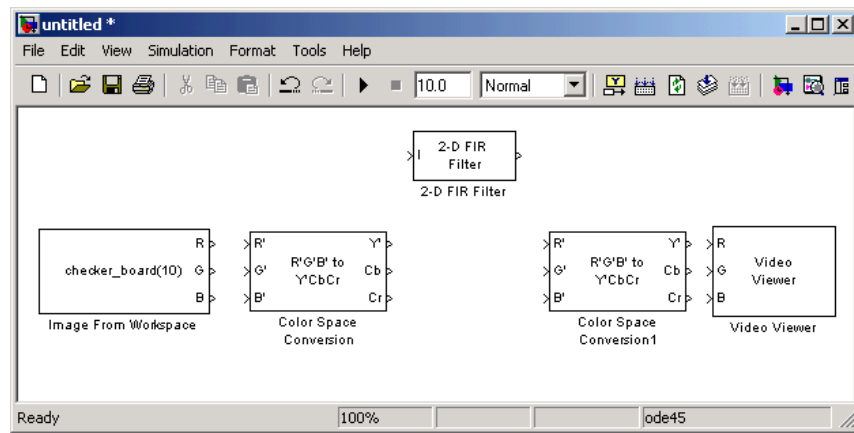 untitled *
File Edit View Simulation Format Tools Help
10.0 Normal
I 2-D FIR
Filter
2-D FIR Filter
checker_board(10)
R
G
B
Image From Workspace
R' Y'
G' R'G'B' to Y'CbCr Cb
B' Cr
Color Space
Conversion
R' Y'
G' R'G'B' to Y'CbCr Cb
B' Cr
Color Space
Conversion1
R
G
B
Video
Viewer
Video Viewer
Ready 100% ode45